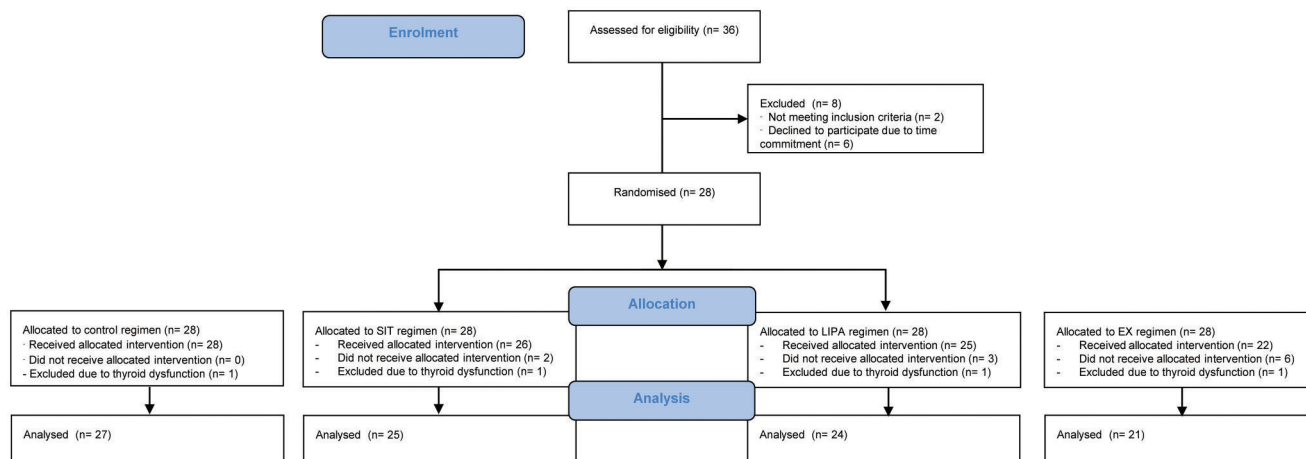 Enrolment
Assessed for eligibility (n= 36)
Excluded (n= 8)
· Not meeting inclusion criteria (n= 2)
· Declined to participate due to time
commitment (n= 6)
Randomised (n= 28)
Allocation
Allocated to control regimen (n= 28)
· Received allocated intervention (n= 28)
· Did not receive allocated intervention (n= 0)
- Excluded due to thyroid dysfunction (n= 1)
Allocated to SIT regimen (n= 28)
- Received allocated intervention (n= 26)
- Did not receive allocated intervention (n= 2)
- Excluded due to thyroid dysfunction (n= 1)
Allocated to LIPA regimen (n= 28)
- Received allocated intervention (n= 25)
- Did not receive allocated intervention (n= 3)
- Excluded due to thyroid dysfunction (n= 1)
Allocated to EX regimen (n= 28)
- Received allocated intervention (n= 22)
- Did not receive allocated intervention (n= 6)
- Excluded due to thyroid dysfunction (n= 1)
Analysis
Analysed (n= 27)
Analysed (n= 25)
Analysed (n= 24)
Analysed (n= 21)